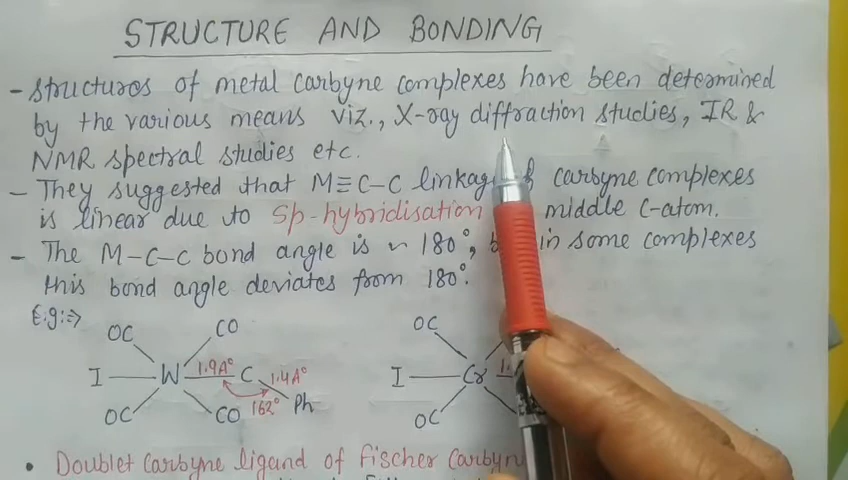 STRUCTURE AND BONDING
- Structures of metal carbyne complexes have been determined
by the various means viz., X-ray diffraction studies, IR &
NMR spectral studies etc.
- They suggested that M≡C-C linkage carbyne complexes
is linear due to Sp-hybridisation middle C-atom.
- The M-C-C bond angle is ~ 180°, in some complexes
this bond angle deviates from 180°.
E.g:⇒
OC CO OC
I W 1.9A° C 1.4A° I Cr
OC CO 162° Ph OC
• Doublet Carbyne ligand of Fischer Carbyn